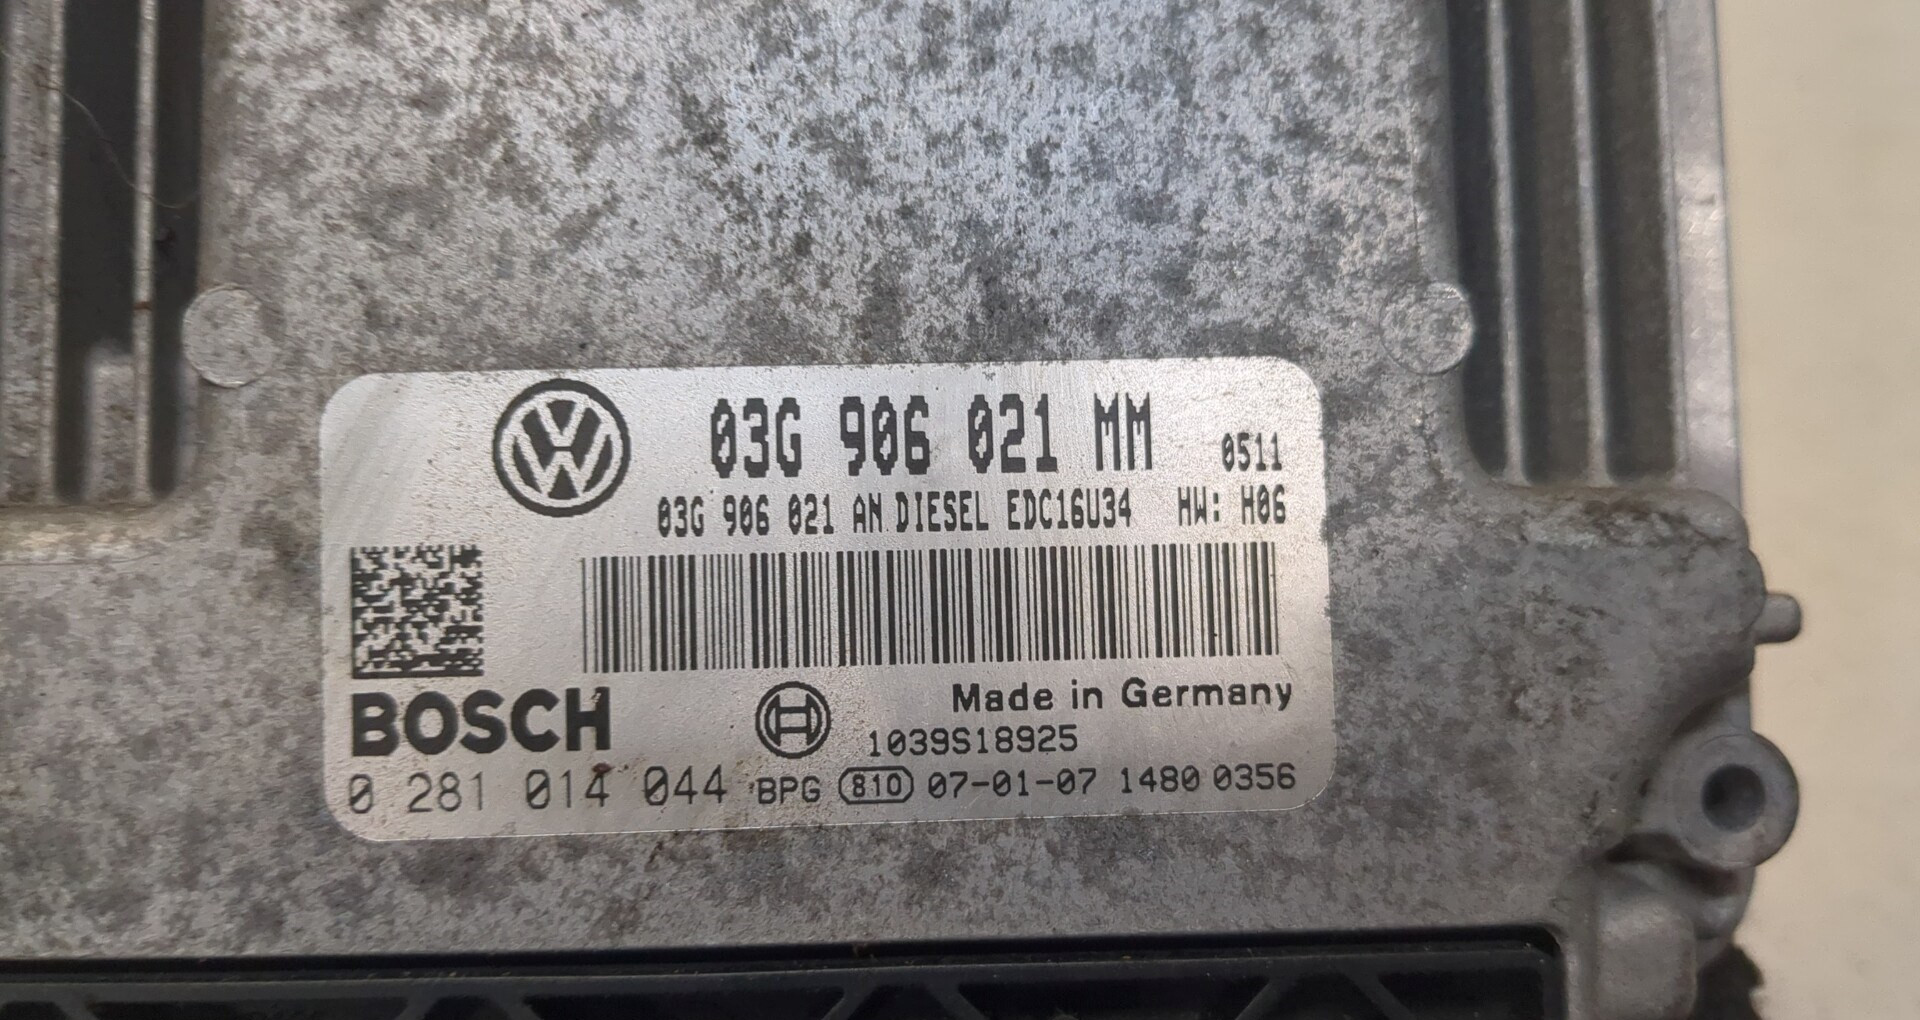 03G 906 021 MM 0511
03G 906 021 AN DIESEL EDC16U34 HW: H06
BOSCH
Made in Germany
1039S18925
0 281 014 044 BPG 810 07-01-07 1480 0356